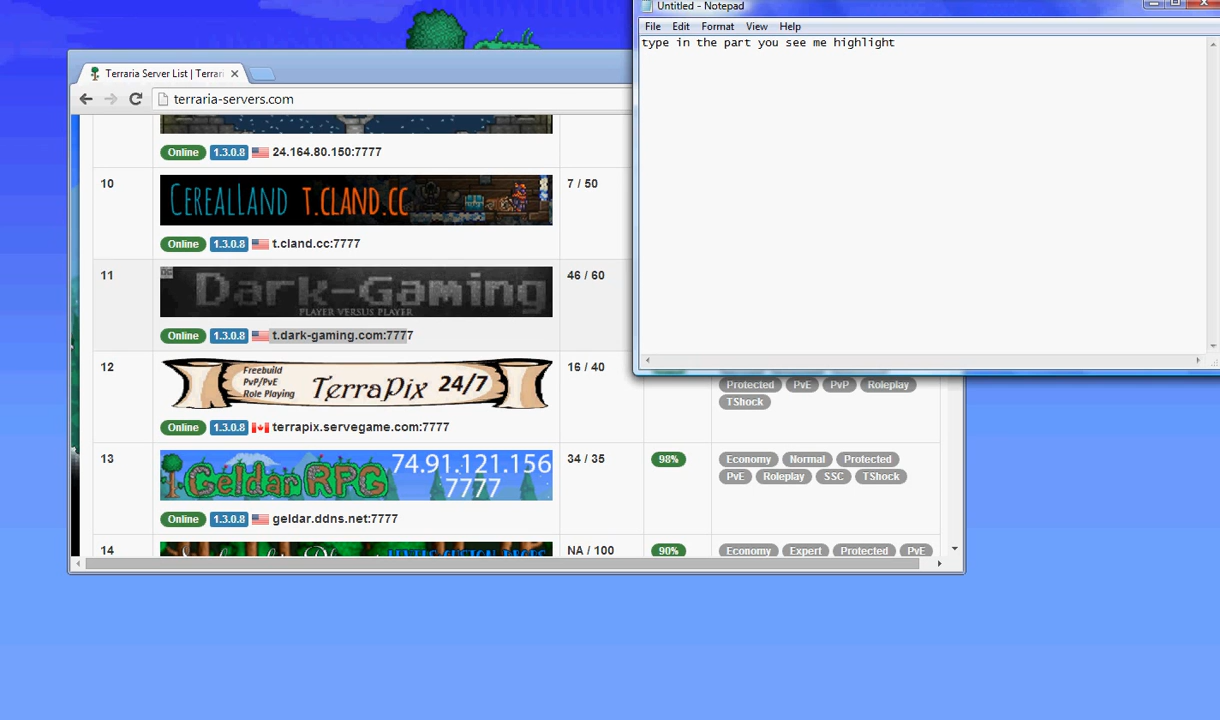 Untitled - Notepad
File Edit Format View Help
type in the part you see me highlight
Terraria Server List | Terrari
terraria-servers.com
Online 1.3.0.8 24.164.80.150:7777
10
CEREALLAND T.CLAND.CC
7 / 50
Online 1.3.0.8 t.cland.cc:7777
11
DG
Dark-Gaming
PLAYER VERSUS PLAYER
46 / 60
Online 1.3.0.8 t.dark-gaming.com:7777
12
Freebuild
PvP/PvE
Role Playing
TerraPix 24/7
16 / 40
Protected PvE PvP Roleplay
TShock
Online 1.3.0.8 terrapix.servegame.com:7777
13
GeldarRPG
74.91.121.156
7777
34 / 35
98%
Economy Normal Protected
PvE Roleplay SSC TShock
Online 1.3.0.8 geldar.ddns.net:7777
14
NA / 100
90%
Economy Expert Protected PvE